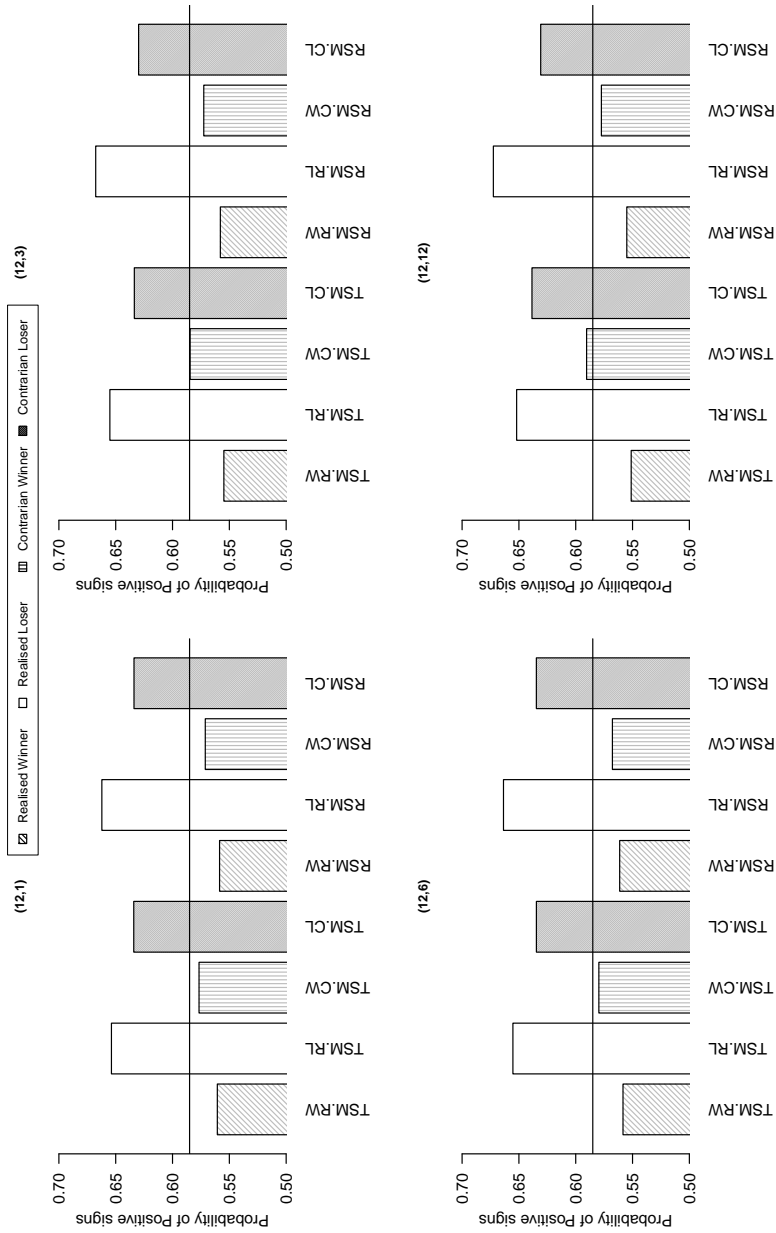 Realised Winner Realised Loser Contrarian Winner Contrarian Loser
(12,1)
Probability of Positive signs
0.70
0.65
0.60
0.55
0.50
TSM.RW TSM.RL TSM.CW TSM.CL RSM.RW RSM.RL RSM.CW RSM.CL
(12,3)
Probability of Positive signs
0.70
0.65
0.60
0.55
0.50
TSM.RW TSM.RL TSM.CW TSM.CL RSM.RW RSM.RL RSM.CW RSM.CL
(12,6)
Probability of Positive signs
0.70
0.65
0.60
0.55
0.50
TSM.RW TSM.RL TSM.CW TSM.CL RSM.RW RSM.RL RSM.CW RSM.CL
(12,12)
Probability of Positive signs
0.70
0.65
0.60
0.55
0.50
TSM.RW TSM.RL TSM.CW TSM.CL RSM.RW RSM.RL RSM.CW RSM.CL